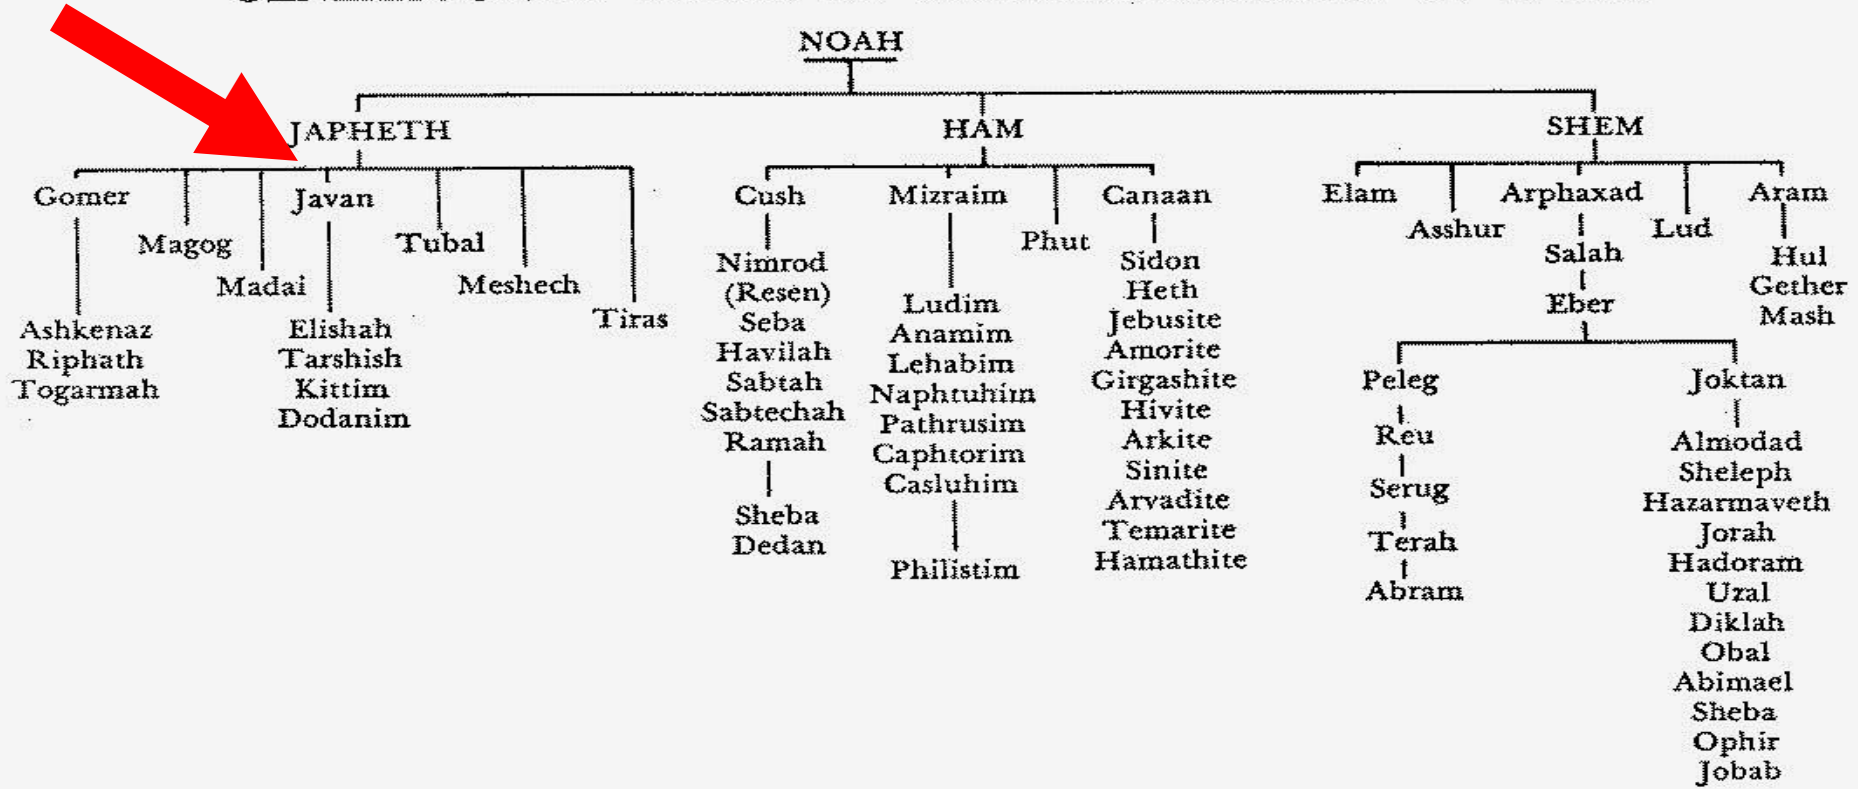 NOAH
JAPHETH HAM SHEM
Gomer Javan Cush Mizraim Canaan Elam Arphaxad Aram
Magog Tubal Phut Asshur Lud
Madai Meshech Nimrod Sidon Salah Hul
Ashkenaz Elishah Tiras (Resen) Ludim Heth Eber Gether
Riphath Tarshish Seba Anamim Jebusite Mash
Togarmah Kittim Havilah Lehabim Amorite
Dodanim Sabtah Naphtuhim Girgashite Peleg Joktan
Sabtechah Pathrusim Hivite
Ramah Caphtorim Arkite Reu Almodad
Casluhim Sinite Sheleph
Sheba Arvadite Serug Hazarmaveth
Dedan Temarite Terah Jorah
Philistim Hamathite Hadoram
Abram Uzal
Diklah
Obal
Abimael
Sheba
Ophir
Jobab